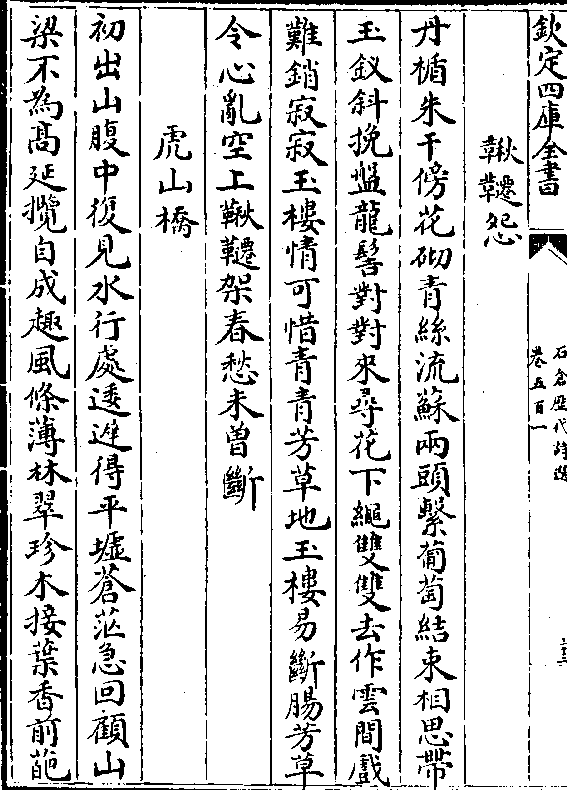 欽定四庫全書
石倉歴代詩選
卷五百一
鞦韆怨
丹楯朱干傍花砌青絲流蘇兩頭繫葡萄結束相思帶
玉釵斜挽盤龍髻對對來尋花下繩雙雙去作雲間戲
難銷寂寂玉樓情可惜青青芳草地玉樓易斷腸芳草
令心亂空上鞦韆架春愁未曾斷
虎山橋
初出山腹中復見水行處逶迤得平墟蒼茫急回顧山
梁不為髙延攬自成趣風條薄林翠珍木接葉香前葩